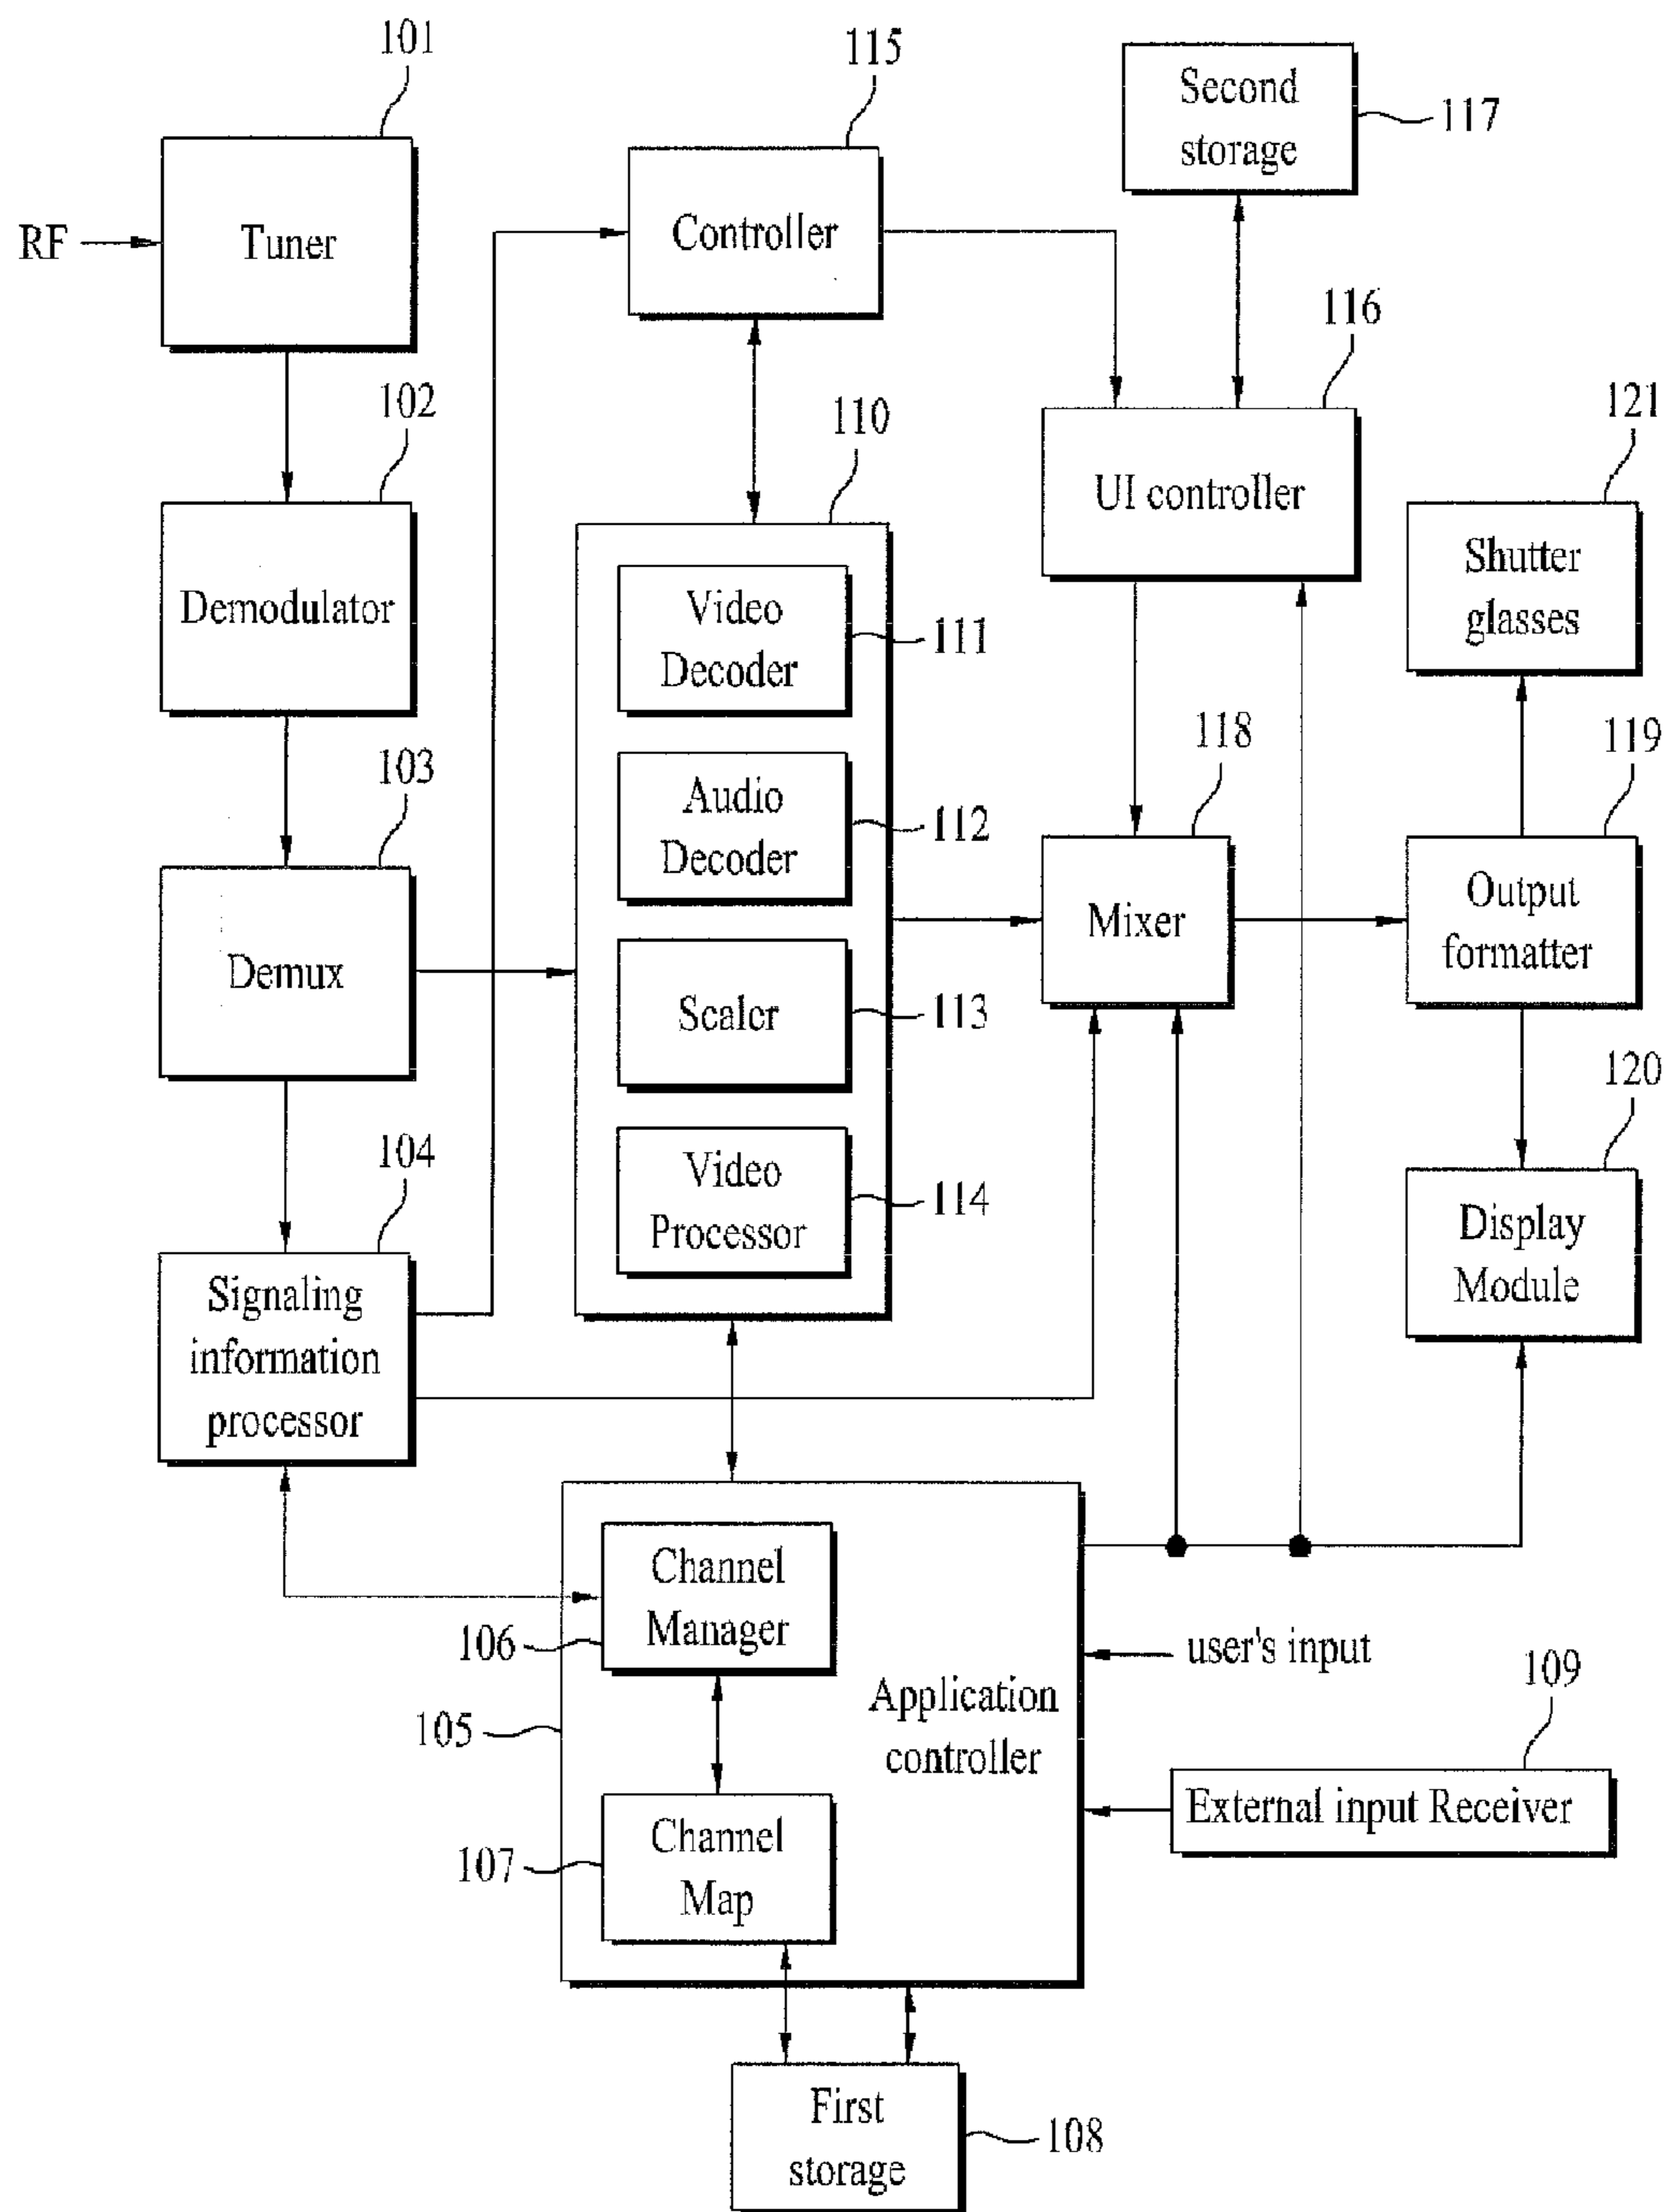 101
115
Second
storage
117
RF
Tuner
Controller
116
102
110
121
UI controller
Shutter
glasses
Demodulator
Video
Decoder
111
103
118
119
Audio
Decoder
112
Demux
Mixer
Output
formatter
Scaler
113
120
104
Video
Processor
114
Display
Module
Signaling
information
processor
Channel
Manager
106
user's input
109
105
Application
controller
External input Receiver
Channel
Map
107
First
storage
108